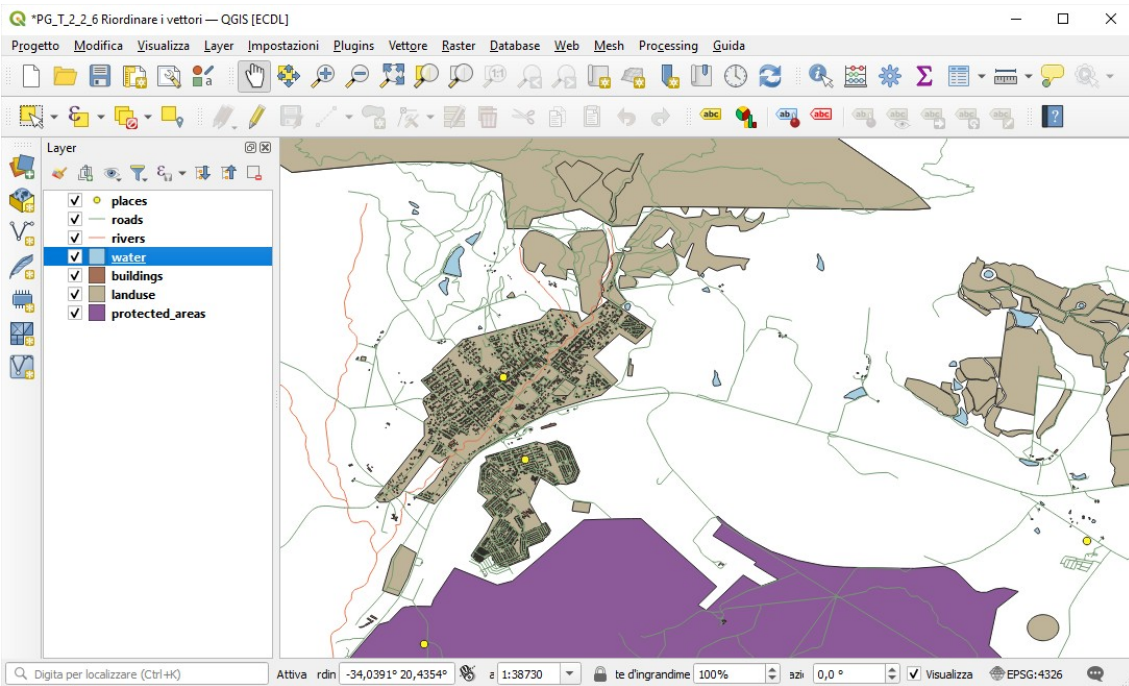 *PG_T_2_2_6 Riordinare i vettori — QGIS [ECDL]
Progetto Modifica Visualizza Layer Impostazioni Plugins Vettore Raster Database Web Mesh Processing Guida
Layer
places
roads
rivers
water
buildings
landuse
protected_areas
Digita per localizzare (Ctrl+K) Attiva rdin -34,0391° 20,4354° a 1:38730 te d'ingrandime 100% azi 0,0 ° Visualizza EPSG:4326